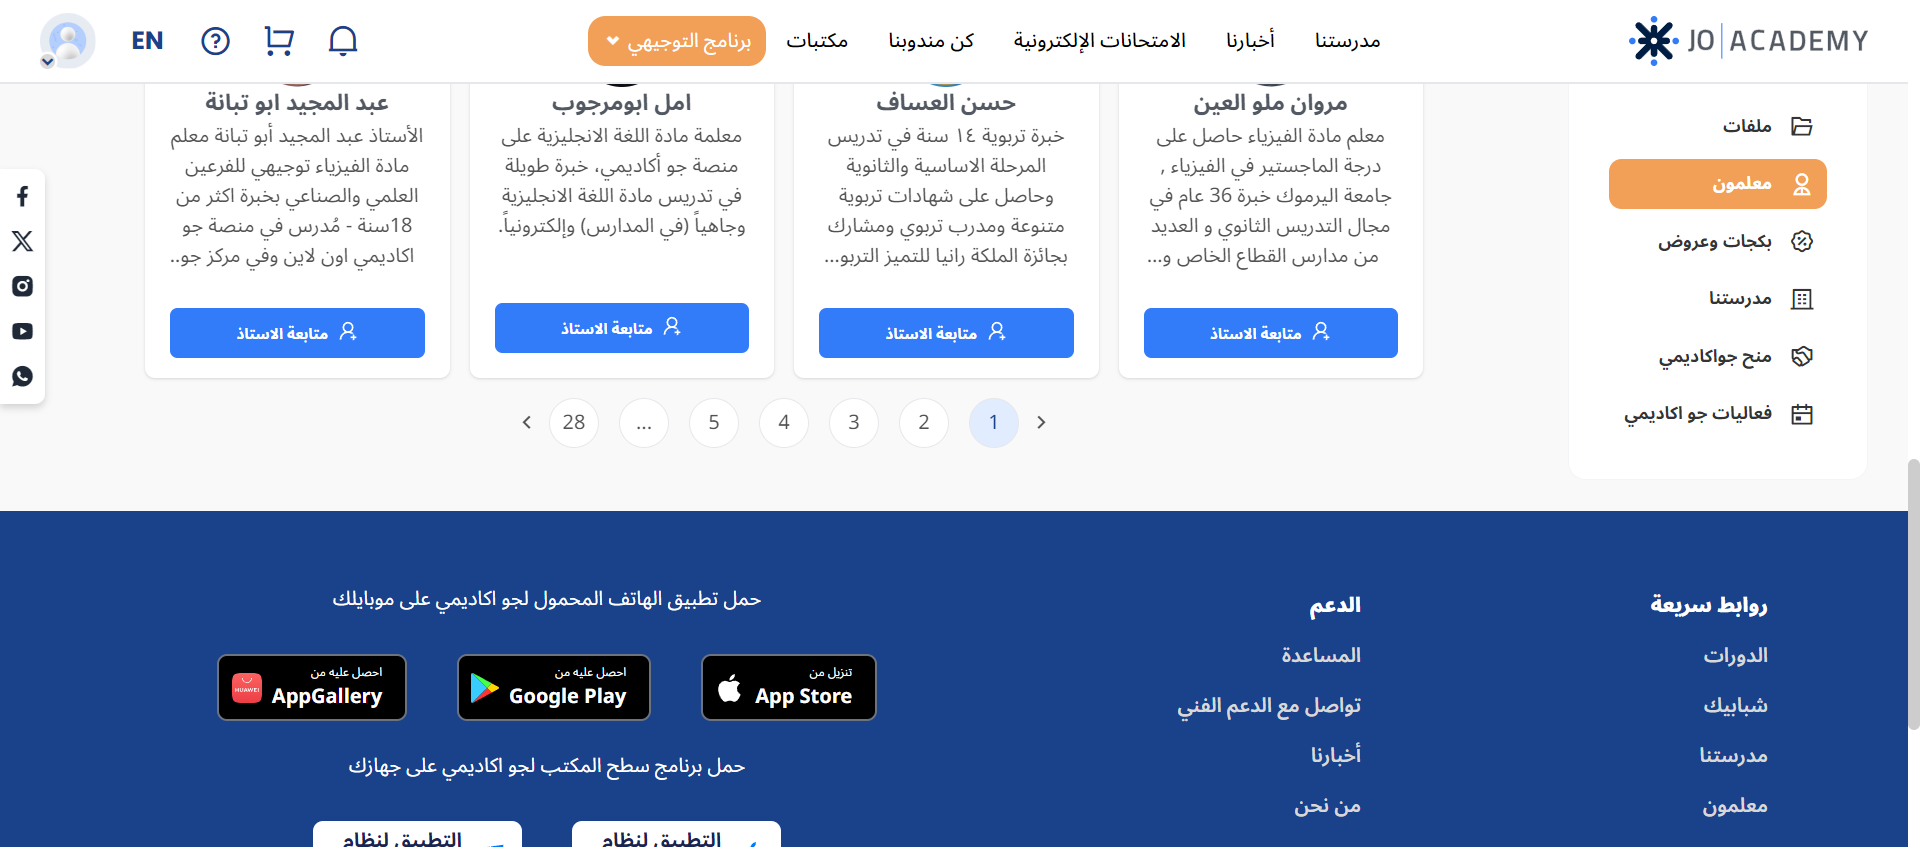 JO ACADEMY
مدرستنا
أخبارنا
الامتحانات الإلكترونية
كن مندوبنا
مكتبات
برنامج التوجيهي
EN
ملفات
معلمون
بكجات وعروض
مدرستنا
منح جواكاديمي
فعاليات جو اكاديمي
مروان ملو العين
معلم مادة الفيزياء حاصل على
درجة الماجستير في الفيزياء ,
جامعة اليرموك خبرة 36 عام في
مجال التدريس الثانوي و العديد
من مدارس القطاع الخاص و...
متابعة الاستاذ
حسن العساف
خبرة تربوية ١٤ سنة في تدريس
المرحلة الاساسية والثانوية
وحاصل على شهادات تربوية
متنوعة ومدرب تربوي ومشارك
بجائزة الملكة رانيا للتميز التربو...
متابعة الاستاذ
امل ابومرجوب
معلمة مادة اللغة الانجليزية على
منصة جو أكاديمي، خبرة طويلة
في تدريس مادة اللغة الانجليزية
وجاهياً (في المدارس) وإلكترونياً.
متابعة الاستاذ
عبد المجيد ابو تبانة
الأستاذ عبد المجيد أبو تبانة معلم
مادة الفيزياء توجيهي للفرعين
العلمي والصناعي بخبرة اكثر من
18سنة - مُدرس في منصة جو
اكاديمي اون لاين وفي مركز جو..
متابعة الاستاذ
1 2 3 4 5 ... 28
روابط سريعة
الدورات
شبابيك
مدرستنا
معلمون
الدعم
المساعدة
تواصل مع الدعم الفني
أخبارنا
من نحن
حمل تطبيق الهاتف المحمول لجو اكاديمي على موبايلك
تنزيل من
App Store
احصل عليه من
Google Play
احصل عليه من
AppGallery
HUAWEI
حمل برنامج سطح المكتب لجو اكاديمي على جهازك
التطبيق لنظام
التطبيق لنظام